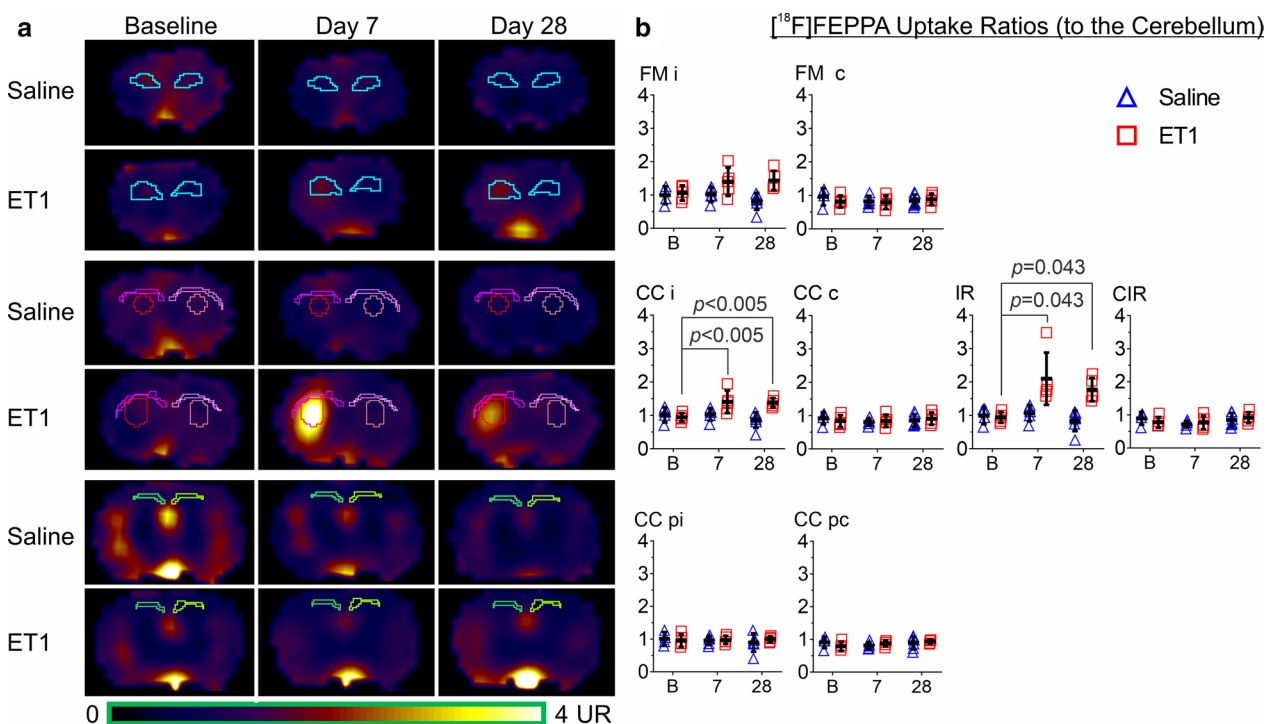 a
Baseline Day 7 Day 28
Saline
ET1
Saline
ET1
Saline
ET1
0 4 UR
b
[18F]FEPPA Uptake Ratios (to the Cerebellum)
Saline
ET1
FM i
4
3
2
1
0
B 7 28
FM c
4
3
2
1
0
B 7 28
CC i
p<0.005
p<0.005
4
3
2
1
0
B 7 28
CC c
4
3
2
1
0
B 7 28
IR
p=0.043
p=0.043
4
3
2
1
0
B 7 28
CIR
4
3
2
1
0
B 7 28
CC pi
4
3
2
1
0
B 7 28
CC pc
4
3
2
1
0
B 7 28